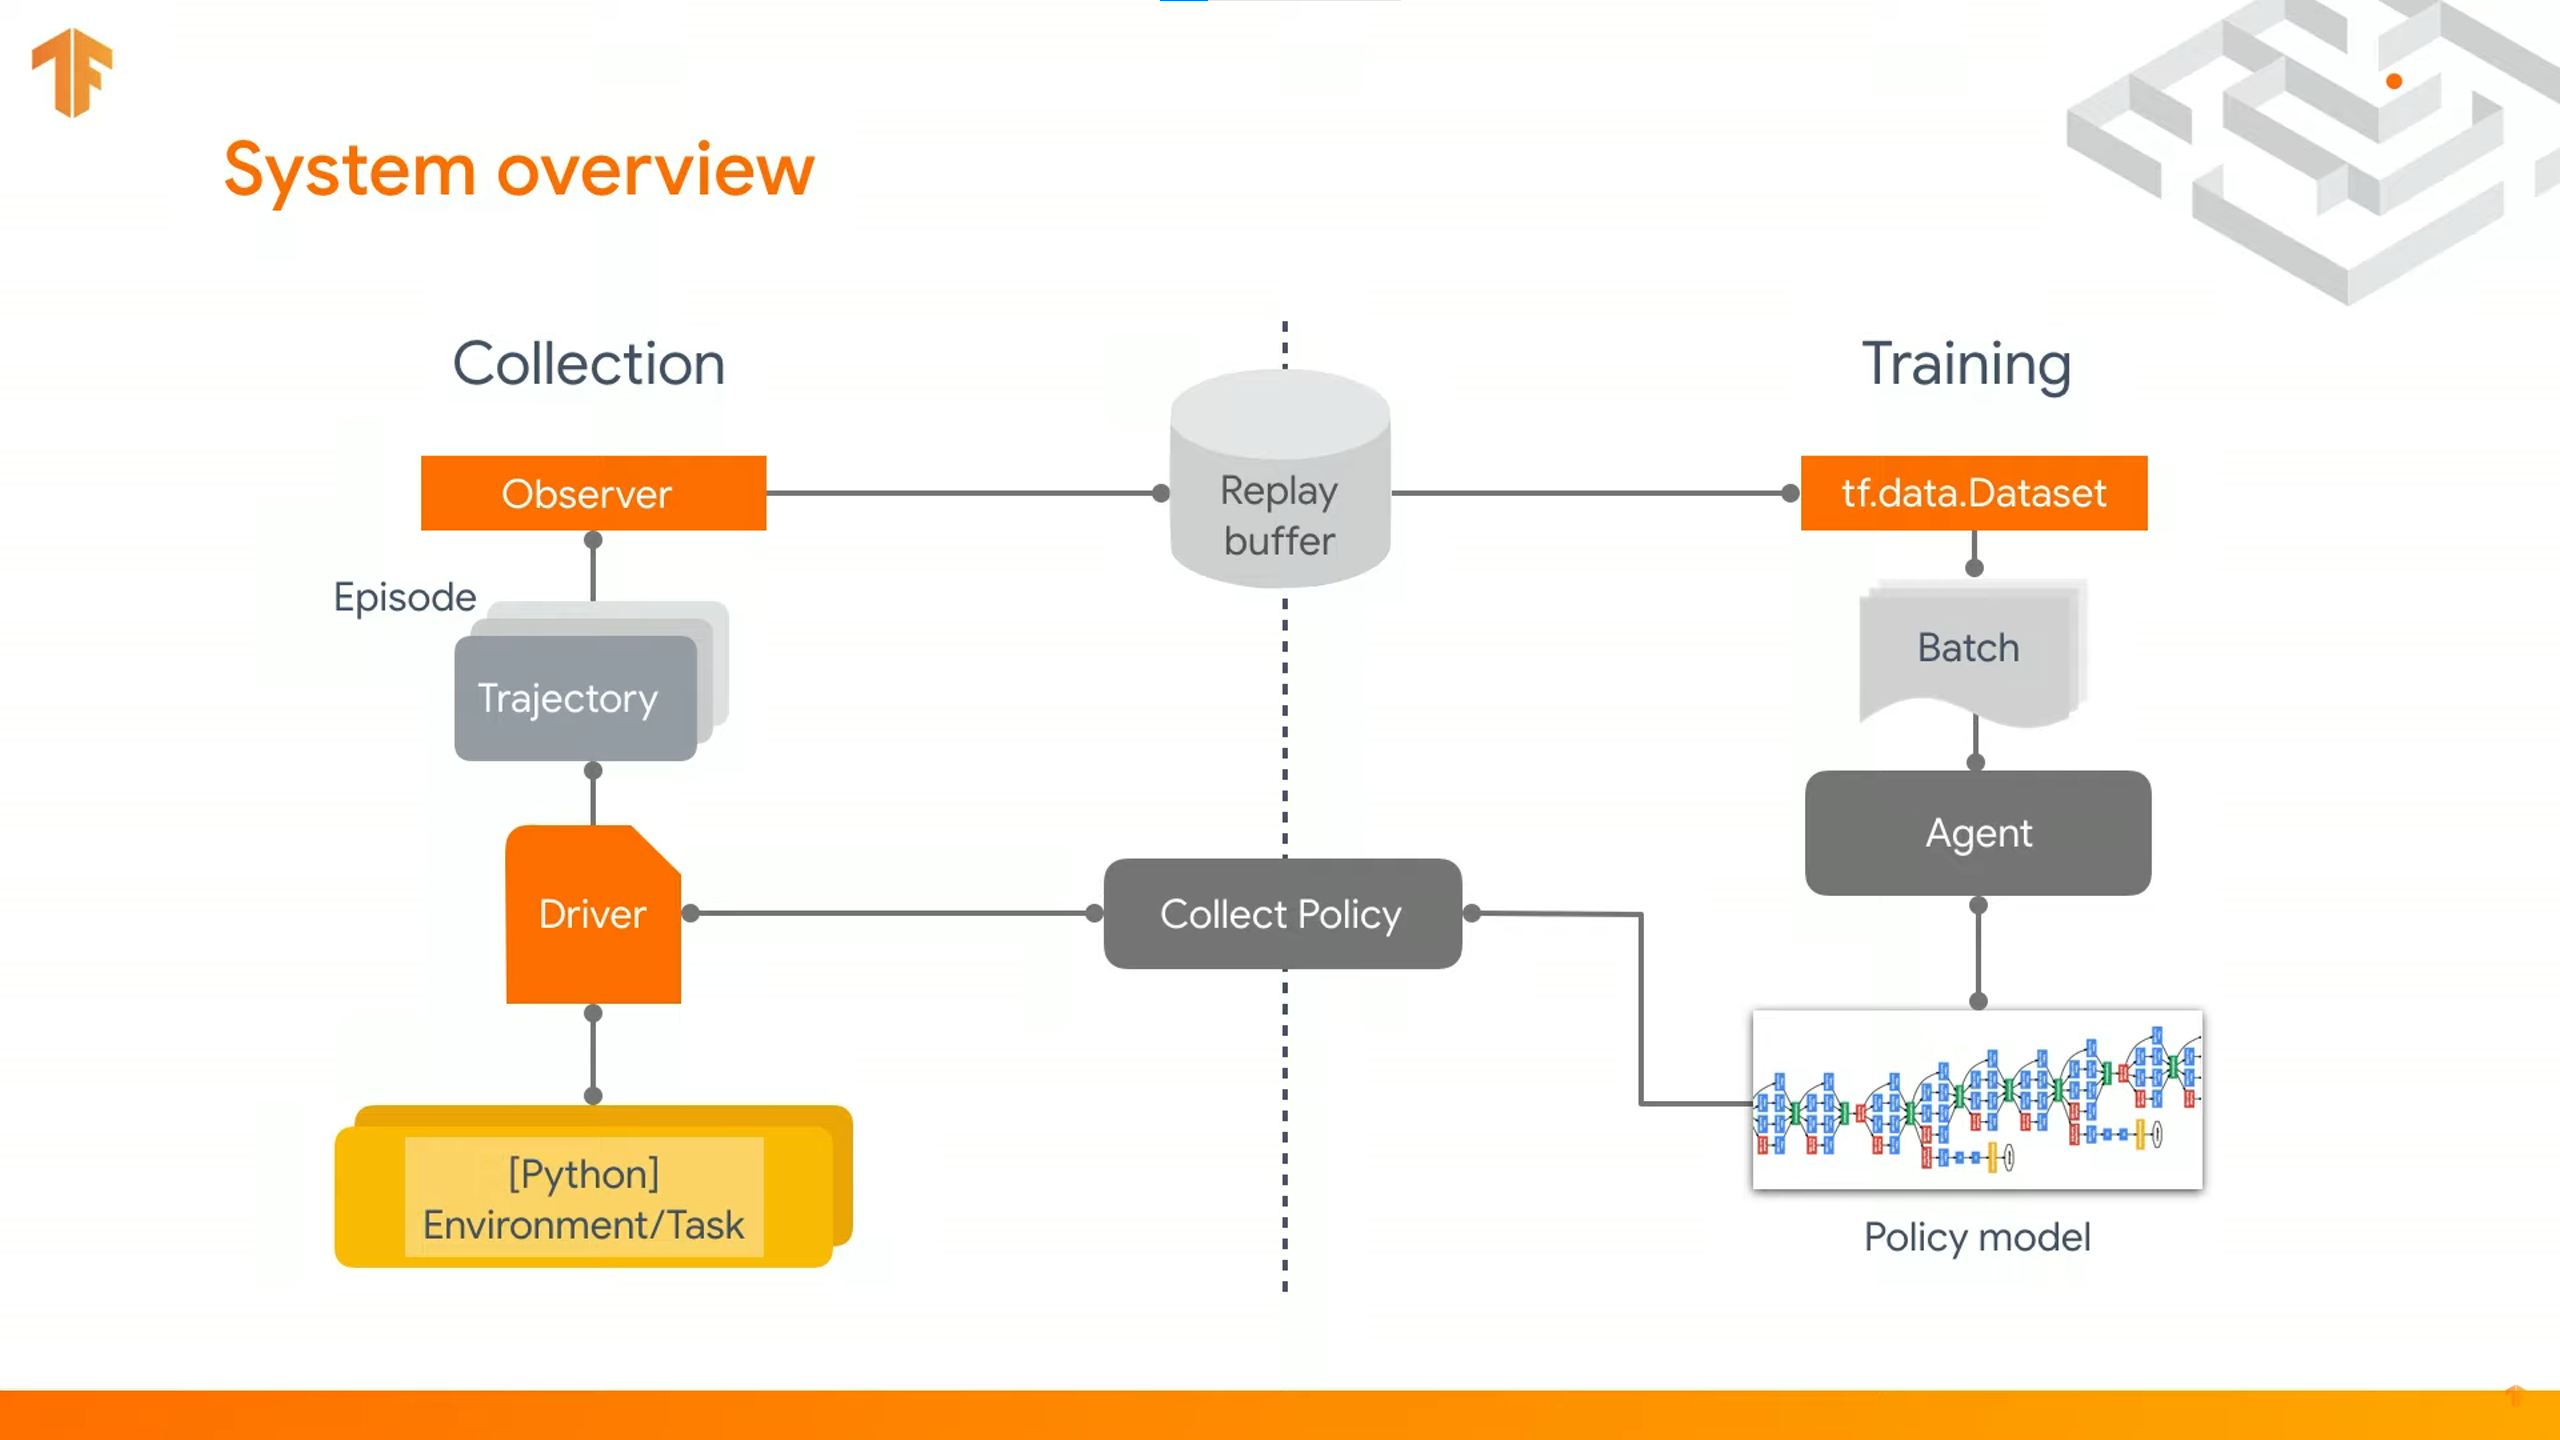 System overview
Collection
Training
Observer
Replay
buffer
tf.data.Dataset
Episode
Trajectory
Batch
Agent
Driver
Collect Policy
[Python]
Environment/Task
Policy model